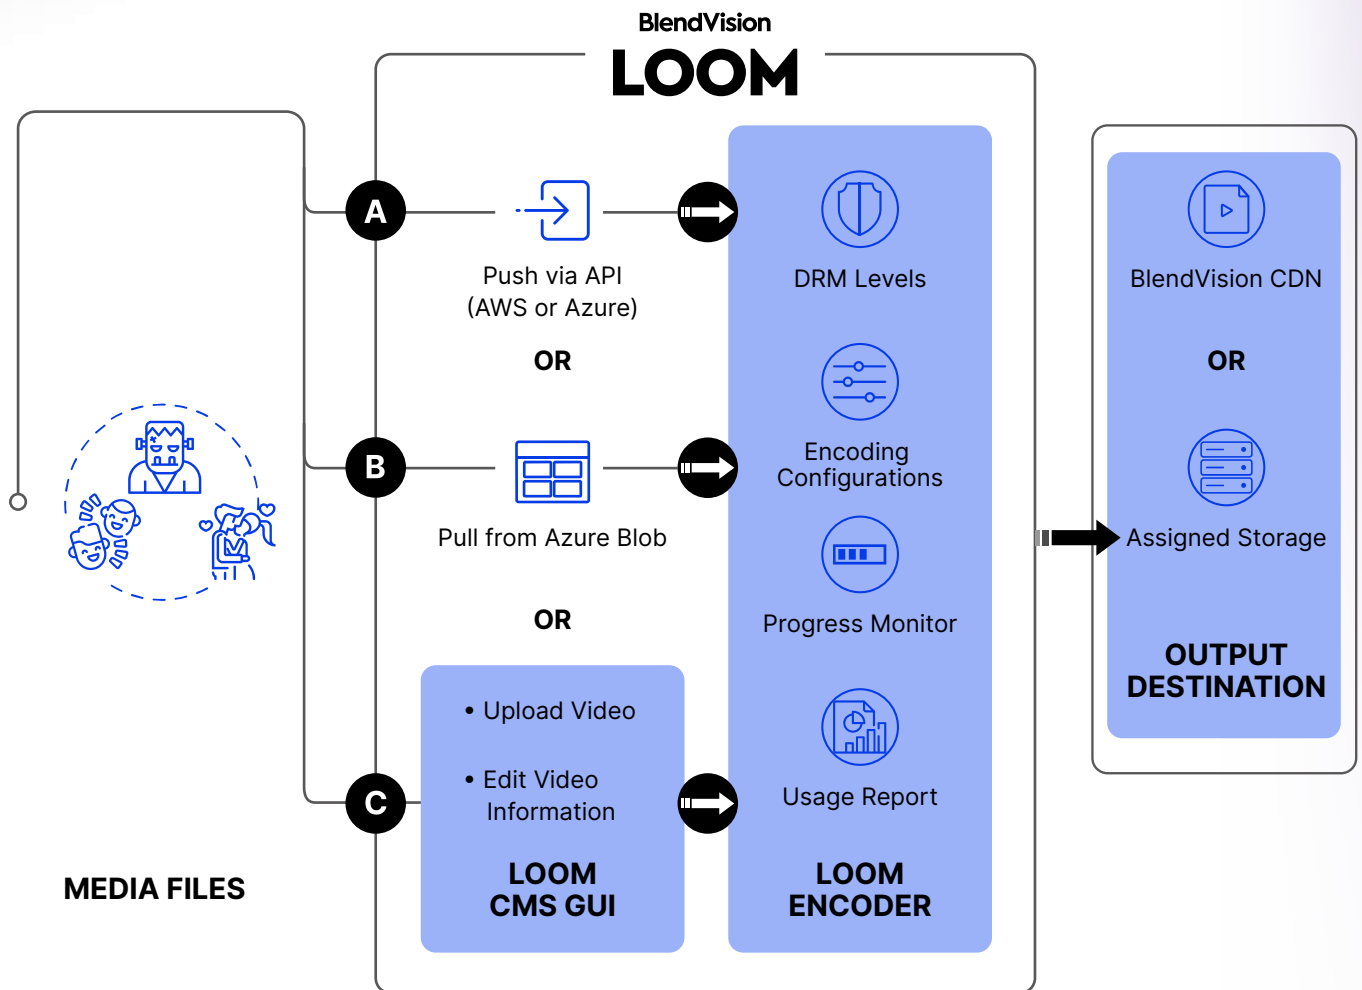 BlendVision
LOOM
A
Push via API
(AWS or Azure)
OR
B
Pull from Azure Blob
OR
C
• Upload Video
• Edit Video
Information
LOOM
CMS GUI
DRM Levels
Encoding
Configurations
Progress Monitor
Usage Report
LOOM
ENCODER
BlendVision CDN
OR
Assigned Storage
OUTPUT
DESTINATION
MEDIA FILES